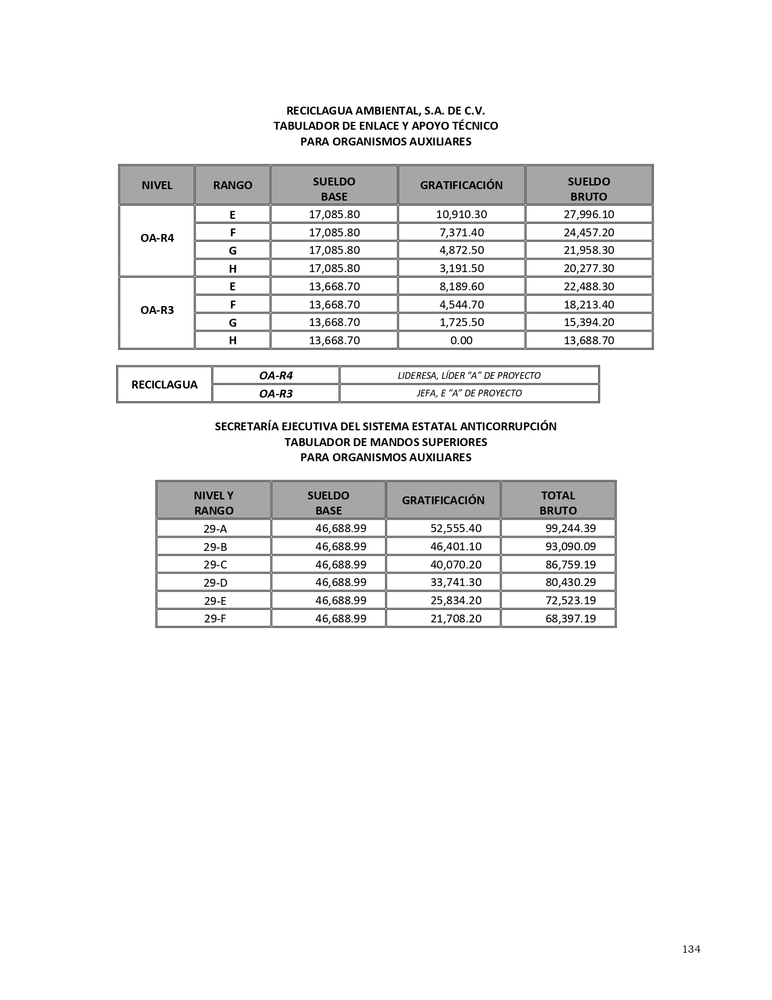 RECICLAGUA AMBIENTAL, S.A. DE C.V.
TABULADOR DE ENLACE Y APOYO TÉCNICO
PARA ORGANISMOS AUXILIARES
NIVEL RANGO SUELDO BASE GRATIFICACIÓN SUELDO BRUTO
OA-R4
E 17,085.80 10,910.30 27,996.10
F 17,085.80 7,371.40 24,457.20
G 17,085.80 4,872.50 21,958.30
H 17,085.80 3,191.50 20,277.30
OA-R3
E 13,668.70 8,189.60 22,488.30
F 13,668.70 4,544.70 18,213.40
G 13,668.70 1,725.50 15,394.20
H 13,668.70 0.00 13,688.70
RECICLAGUA
OA-R4 LIDERESA, LÍDER “A” DE PROYECTO
OA-R3 JEFA, E “A” DE PROYECTO
SECRETARÍA EJECUTIVA DEL SISTEMA ESTATAL ANTICORRUPCIÓN
TABULADOR DE MANDOS SUPERIORES
PARA ORGANISMOS AUXILIARES
NIVEL Y RANGO SUELDO BASE GRATIFICACIÓN TOTAL BRUTO
29-A 46,688.99 52,555.40 99,244.39
29-B 46,688.99 46,401.10 93,090.09
29-C 46,688.99 40,070.20 86,759.19
29-D 46,688.99 33,741.30 80,430.29
29-E 46,688.99 25,834.20 72,523.19
29-F 46,688.99 21,708.20 68,397.19
134